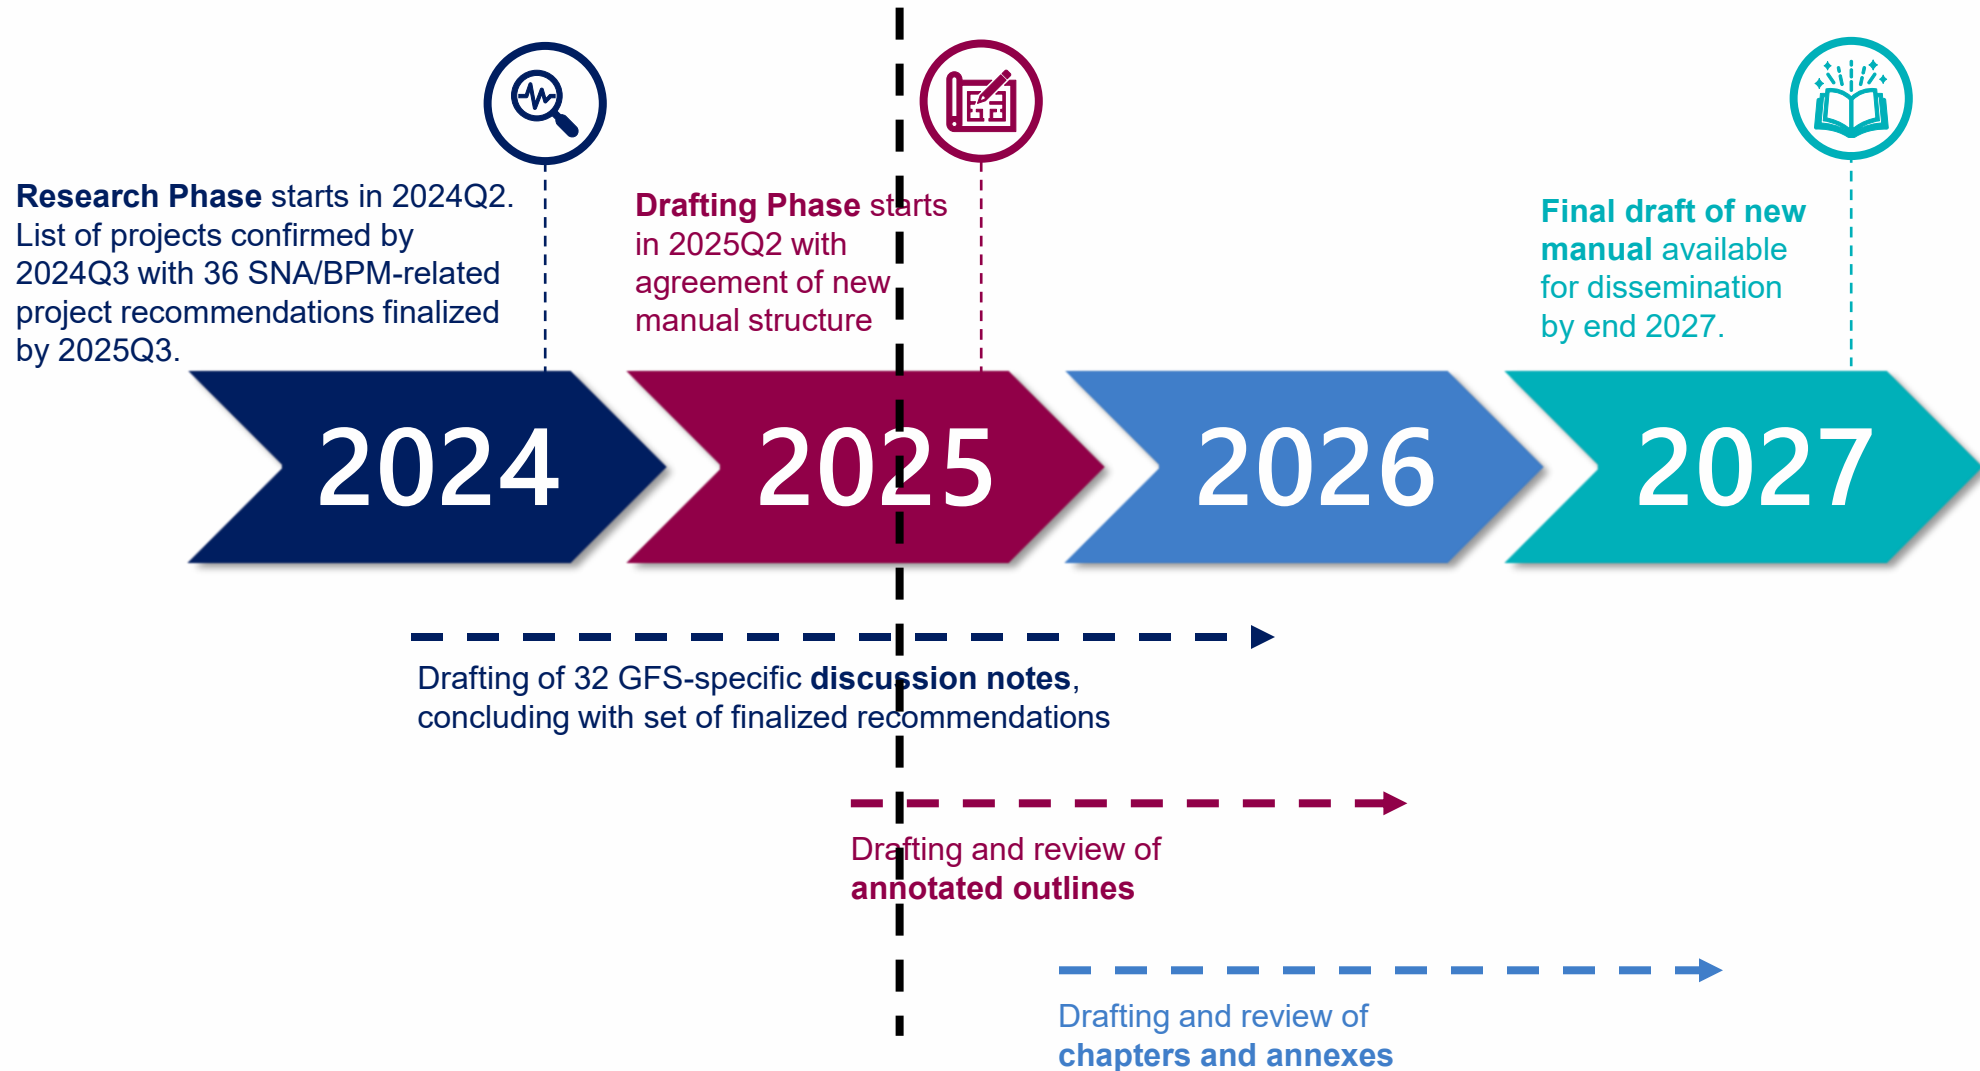 Research Phase starts in 2024Q2.
List of projects confirmed by
2024Q3 with 36 SNA/BPM-related
project recommendations finalized
by 2025Q3.
Drafting Phase starts
in 2025Q2 with
agreement of new
manual structure
Final draft of new
manual available
for dissemination
by end 2027.
2024
2025
2026
2027
Drafting of 32 GFS-specific discussion notes,
concluding with set of finalized recommendations
Drafting and review of
annotated outlines
Drafting and review of
chapters and annexes